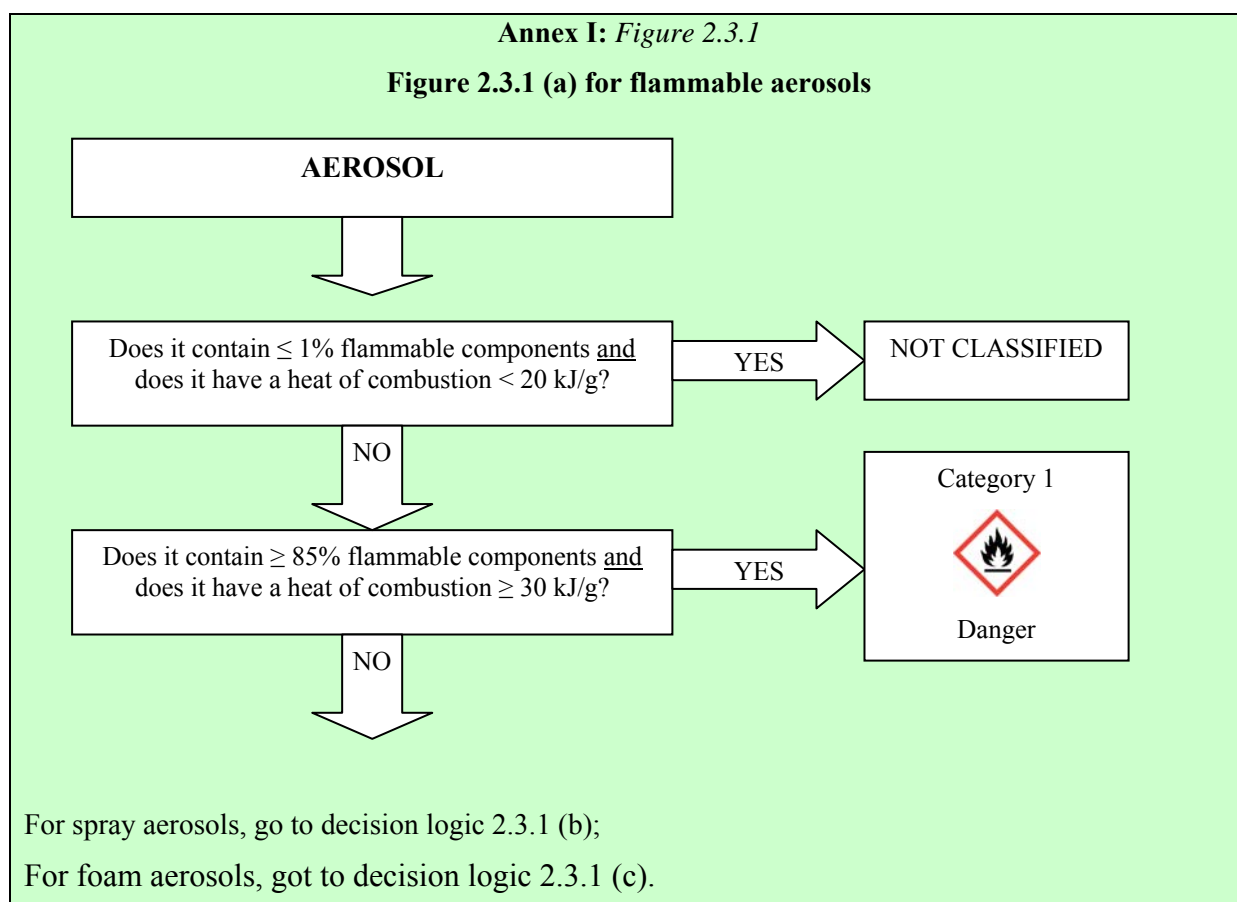 Annex I: Figure 2.3.1
Figure 2.3.1 (a) for flammable aerosols
AEROSOL
Does it contain ≤ 1% flammable components and
does it have a heat of combustion < 20 kJ/g?
YES
NOT CLASSIFIED
NO
Does it contain ≥ 85% flammable components and
does it have a heat of combustion ≥ 30 kJ/g?
YES
Category 1
Danger
NO
For spray aerosols, go to decision logic 2.3.1 (b);
For foam aerosols, got to decision logic 2.3.1 (c).